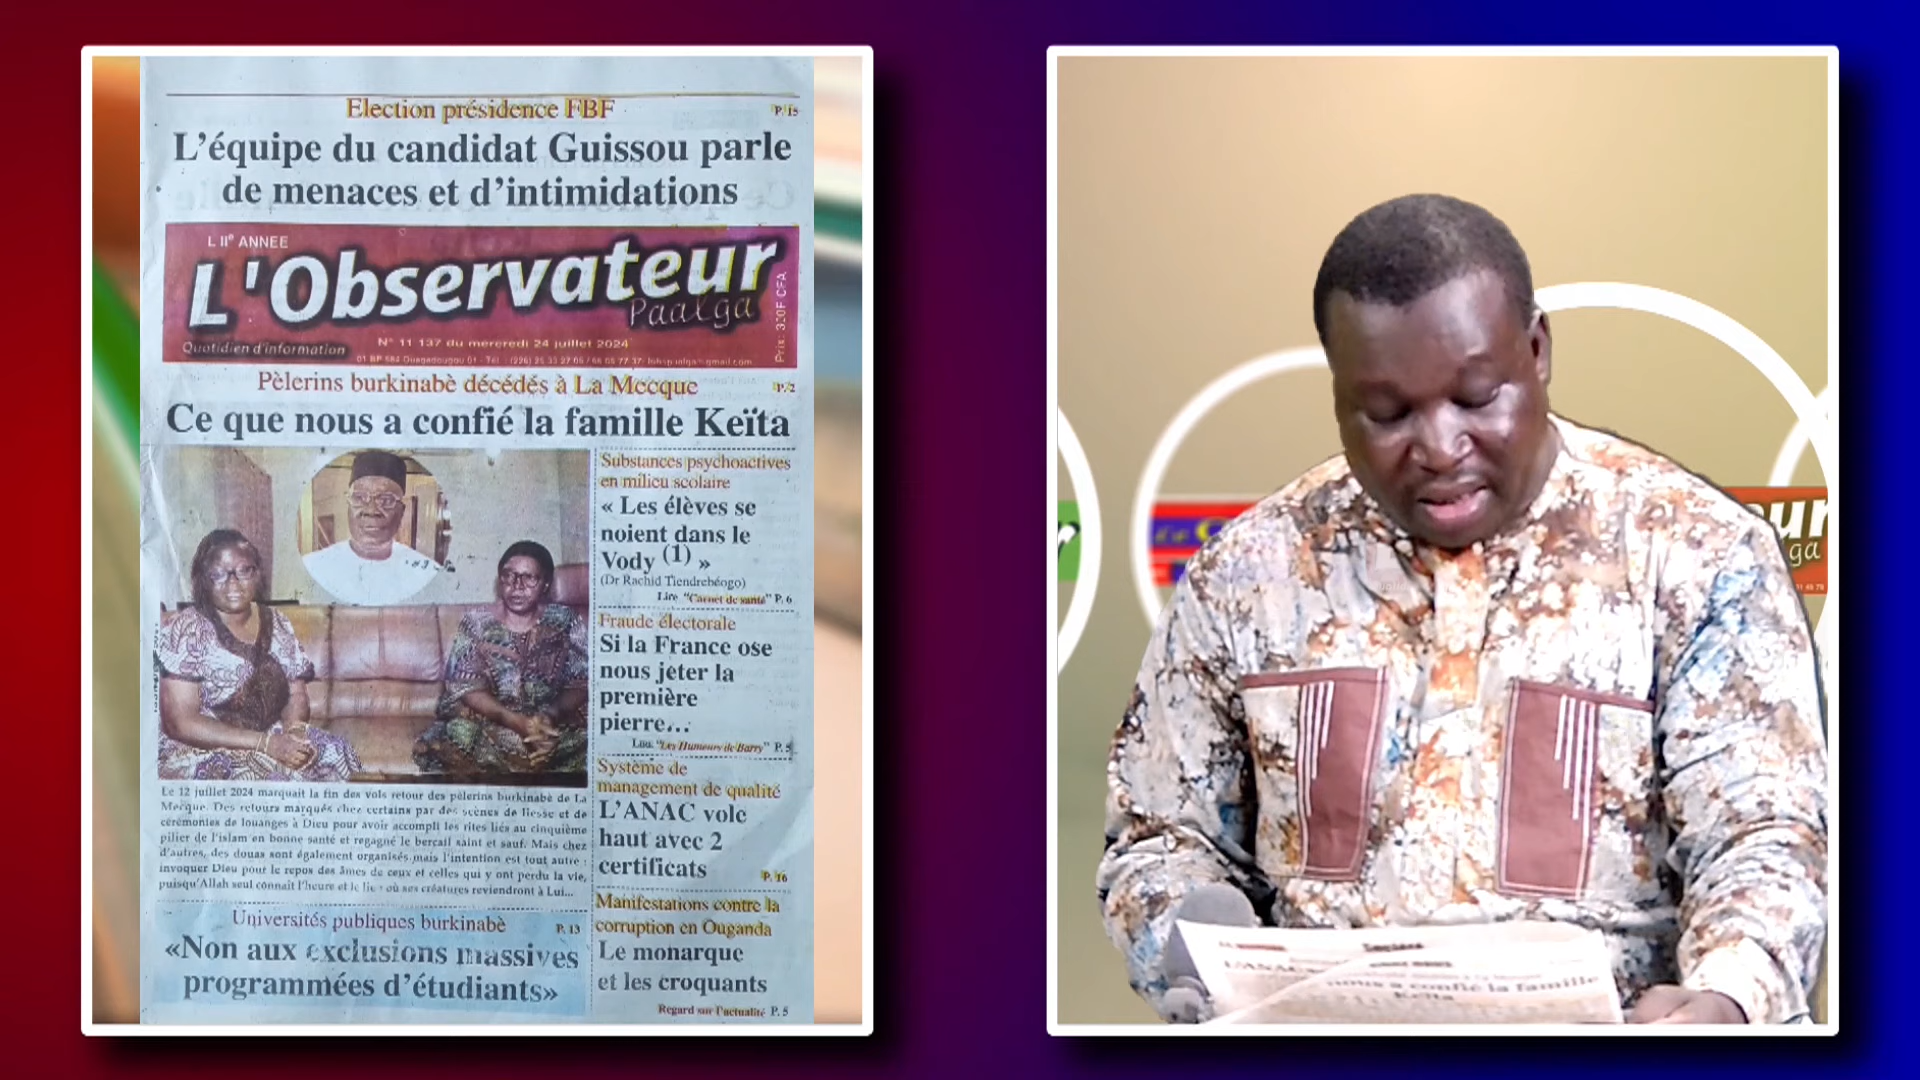 Election présidence FBF
P. 15
L'équipe du candidat Guissou parle
de menaces et d'intimidations
L IIe ANNEE
L'Observateur
Paalga
Prix: 300F CFA
Quotidien d'information
N° 11 137 du mercredi 24 juillet 2024
Pèlerins burkinabè décédés à La Mecque
P. 2
Ce que nous a confié la famille Keïta
Substances psychoactives
en milieu scolaire
« Les élèves se
noient dans le
Vody (1) »
(Dr Rachid Tiendrebéogo)
Lire "Carnet de santé" P. 6
Fraude électorale
Si la France ose
nous jeter la
première
pierre...
Lire "Les Humeurs de Barry" P. 5
Système de
management de qualité
L'ANAC vole
haut avec 2
certificats
P. 16
Manifestations contre la
corruption en Ouganda
Le monarque
et les croquants
Regard sur l'actualité P. 5
Le 12 juillet 2024 marquait la fin des vols retour des pèlerins burkinabè de La
Mecque. Des retours marqués chez certains par des scènes de liesse et de
cérémonies de louanges à Dieu pour avoir accompli les rites liés au cinquième
pilier de l'islam en bonne santé et regagné le bercail saint et sauf. Mais chez
d'autres, des douas sont également organisés mais l'intention est tout autre :
invoquer Dieu pour le repos des âmes de ceux et celles qui y ont perdu la vie,
puisqu'Allah seul connaît l'heure et le lieu où ses créatures reviendront à Lui...
Universités publiques burkinabè
P. 13
«Non aux exclusions massives
programmées d'étudiants»
L'ANAC
nous a confié la famille
Keïta
ur
ga